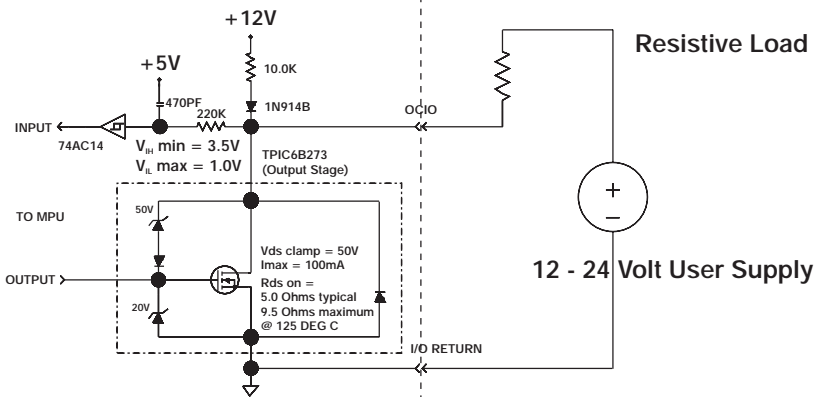 +12V
Resistive Load
+5V
10.0K
470PF
1N914B
220K
OCIO
INPUT
74AC14
VIH min = 3.5V
VIL max = 1.0V
TPIC6B273
(Output Stage)
+
−
50V
TO MPU
Vds clamp = 50V
Imax = 100mA
12 - 24 Volt User Supply
OUTPUT
Rds on =
5.0 Ohms typical
9.5 Ohms maximum
@ 125 DEG C
20V
I/O RETURN